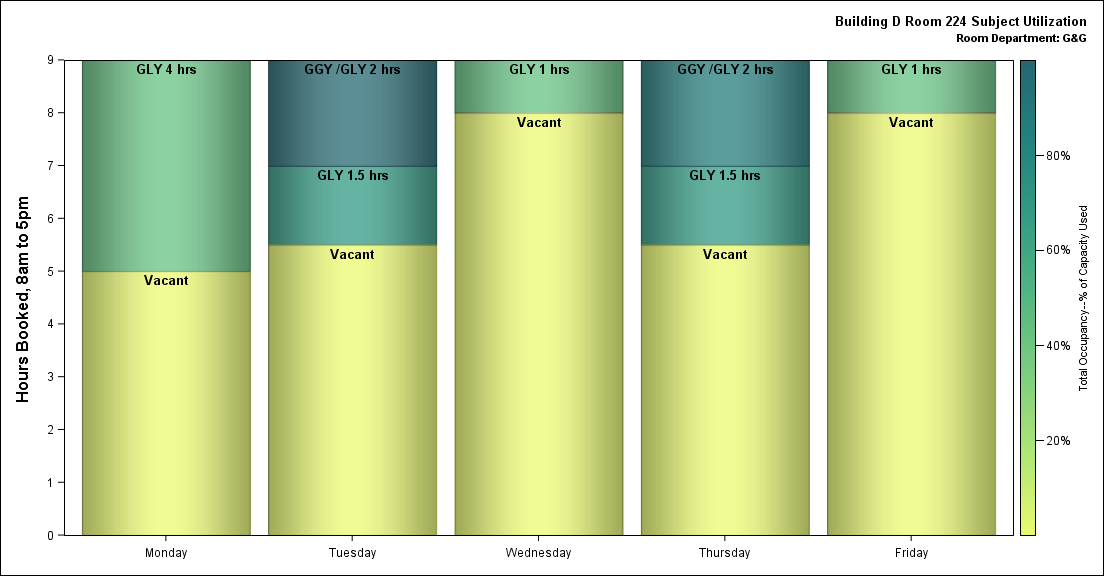 Building D Room 224 Subject Utilization
Room Department: G&G
Hours Booked, 8am to 5pm
9
8
7
6
5
4
3
2
1
0
GLY 4 hrs
Vacant
GGY /GLY 2 hrs
GLY 1.5 hrs
Vacant
GLY 1 hrs
Vacant
GGY /GLY 2 hrs
GLY 1.5 hrs
Vacant
GLY 1 hrs
Vacant
Monday
Tuesday
Wednesday
Thursday
Friday
80%
60%
40%
20%
Total Occupancy--% of Capacity Used